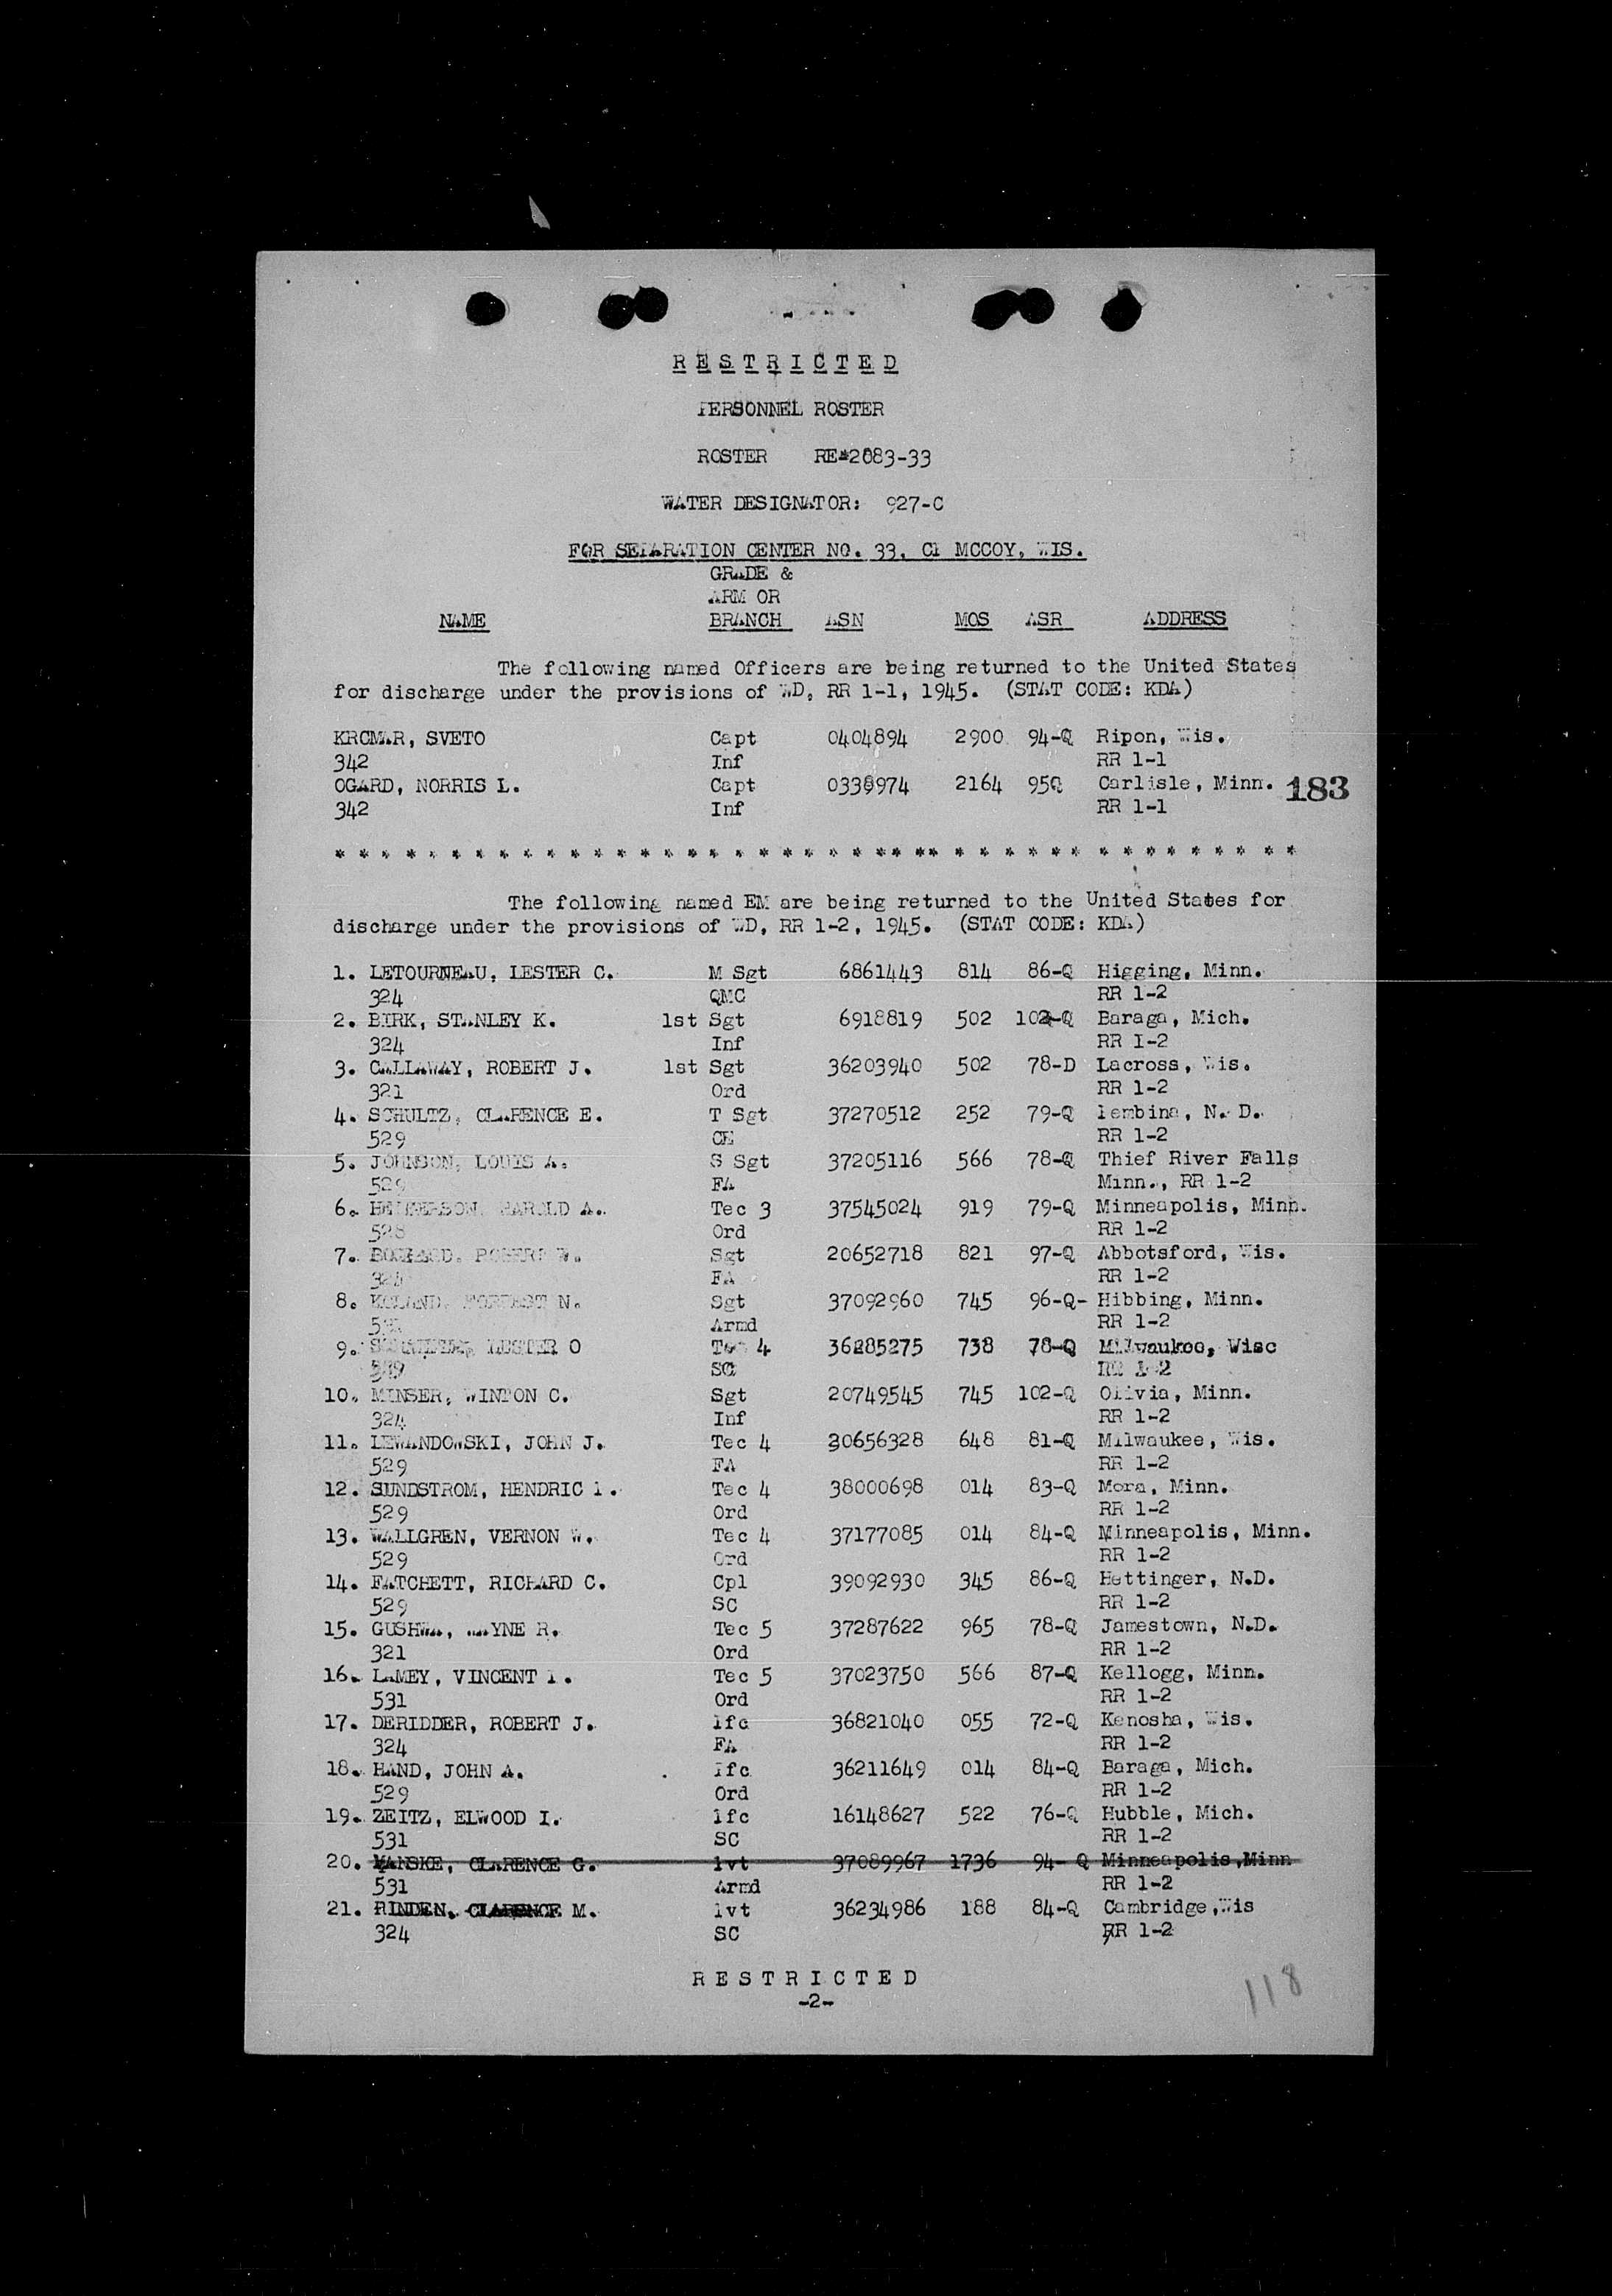 RESTRICTED
PERSONNEL ROSTER
ROSTER RE*2083-33
WATER DESIGNATOR: 927-C
FOR SEPARATION CENTER NO. 33, CP MCCOY, WIS.
GRADE &
ARM OR
NAME BRANCH ASN MOS ASR ADDRESS
The following named Officers are being returned to the United States
for discharge under the provisions of WD, RR 1-1, 1945. (STAT CODE: KDA)
KRCMAR, SVETO Capt 0404894 2900 94-Q Ripon, Wis.
342 Inf RR 1-1
OGARD, NORRIS L. Capt 0339974 2164 95Q Carlisle, Minn. 183
342 Inf RR 1-1
* * * * * * * * * * * * * * * * * * * * * * * * * * * * * * * * * * * * * * * *
The following named EM are being returned to the United States for
discharge under the provisions of WD, RR 1-2, 1945. (STAT CODE: KDA)
1. LETOURNEAU, LESTER C. M Sgt 6861443 814 86-Q Higging, Minn.
324 QMC RR 1-2
2. BIRK, STANLEY K. 1st Sgt 6918819 502 102-Q Baraga, Mich.
324 Inf RR I-2
3. CALLAWAY, ROBERT J. 1st Sgt 36203940 502 78-D Lacross, Wis.
321 Ord RR 1-2
4. SCHULTZ, CLARENCE E. T Sgt 37270512 252 79-Q Pembina, N. D.
529 CE RR 1-2
5. JOHNSON, LOUIS A. S Sgt 37205116 566 78-Q Thief River Falls
529 FA Minn., RR 1-2
6. HAROLD A. Tec 3 37545024 919 79-Q Minneapolis, Minn.
528 Ord RR 1-2
7. ROBERT W. Sgt 20652718 821 97-Q Abbotsford, Wis.
324 FA RR 1-2
8. FORREST N. Sgt 37092960 745 96-Q- Hibbing, Minn.
Armd RR 1-2
9. LESTER O Tec 4 36285275 738 78-Q Milwaukee, Wisc
SC RR 1-2
10. MINSER, WINTON C. Sgt 20749545 745 102-Q Olivia, Minn.
324 Inf RR 1-2
11. LEWANDOWSKI, JOHN J. Tec 4 20656328 648 81-Q Milwaukee, Wis.
529 FA RR 1-2
12. SUNDSTROM, HENDRIC P. Tec 4 38000698 014 83-Q Mora, Minn.
529 Ord RR 1-2
13. WALLGREN, VERNON W. Tec 4 37177085 014 84-Q Minneapolis, Minn.
529 Ord RR 1-2
14. FATCHETT, RICHARD C. Cpl 39092930 345 86-Q Hettinger, N.D.
529 SC RR 1-2
15. GUSHWA, WAYNE R. Tec 5 37287622 965 78-Q Jamestown, N.D.
321 Ord RR 1-2
16. LAMEY, VINCENT P. Tec 5 37023750 566 87-Q Kellogg, Minn.
531 Ord RR 1-2
17. DERIDDER, ROBERT J. Pfc 36821040 055 72-Q Kenosha, Wis.
324 FA RR 1-2
18. HAND, JOHN A. Pfc 36211649 014 84-Q Baraga, Mich.
529 Ord RR 1-2
19. ZEITZ, ELWOOD I. Pfc 16148627 522 76-Q Hubble, Mich.
531 SC RR 1-2
20. MANSKE, CLARENCE G. Pvt 37089967 1736 94- Q Minneapolis,Minn
531 Armd RR 1-2
21. RINDEN, CLARENCE M. Pvt 36234986 188 84-Q Cambridge,Wis
324 SC RR 1-2
RESTRICTED
-2-
118